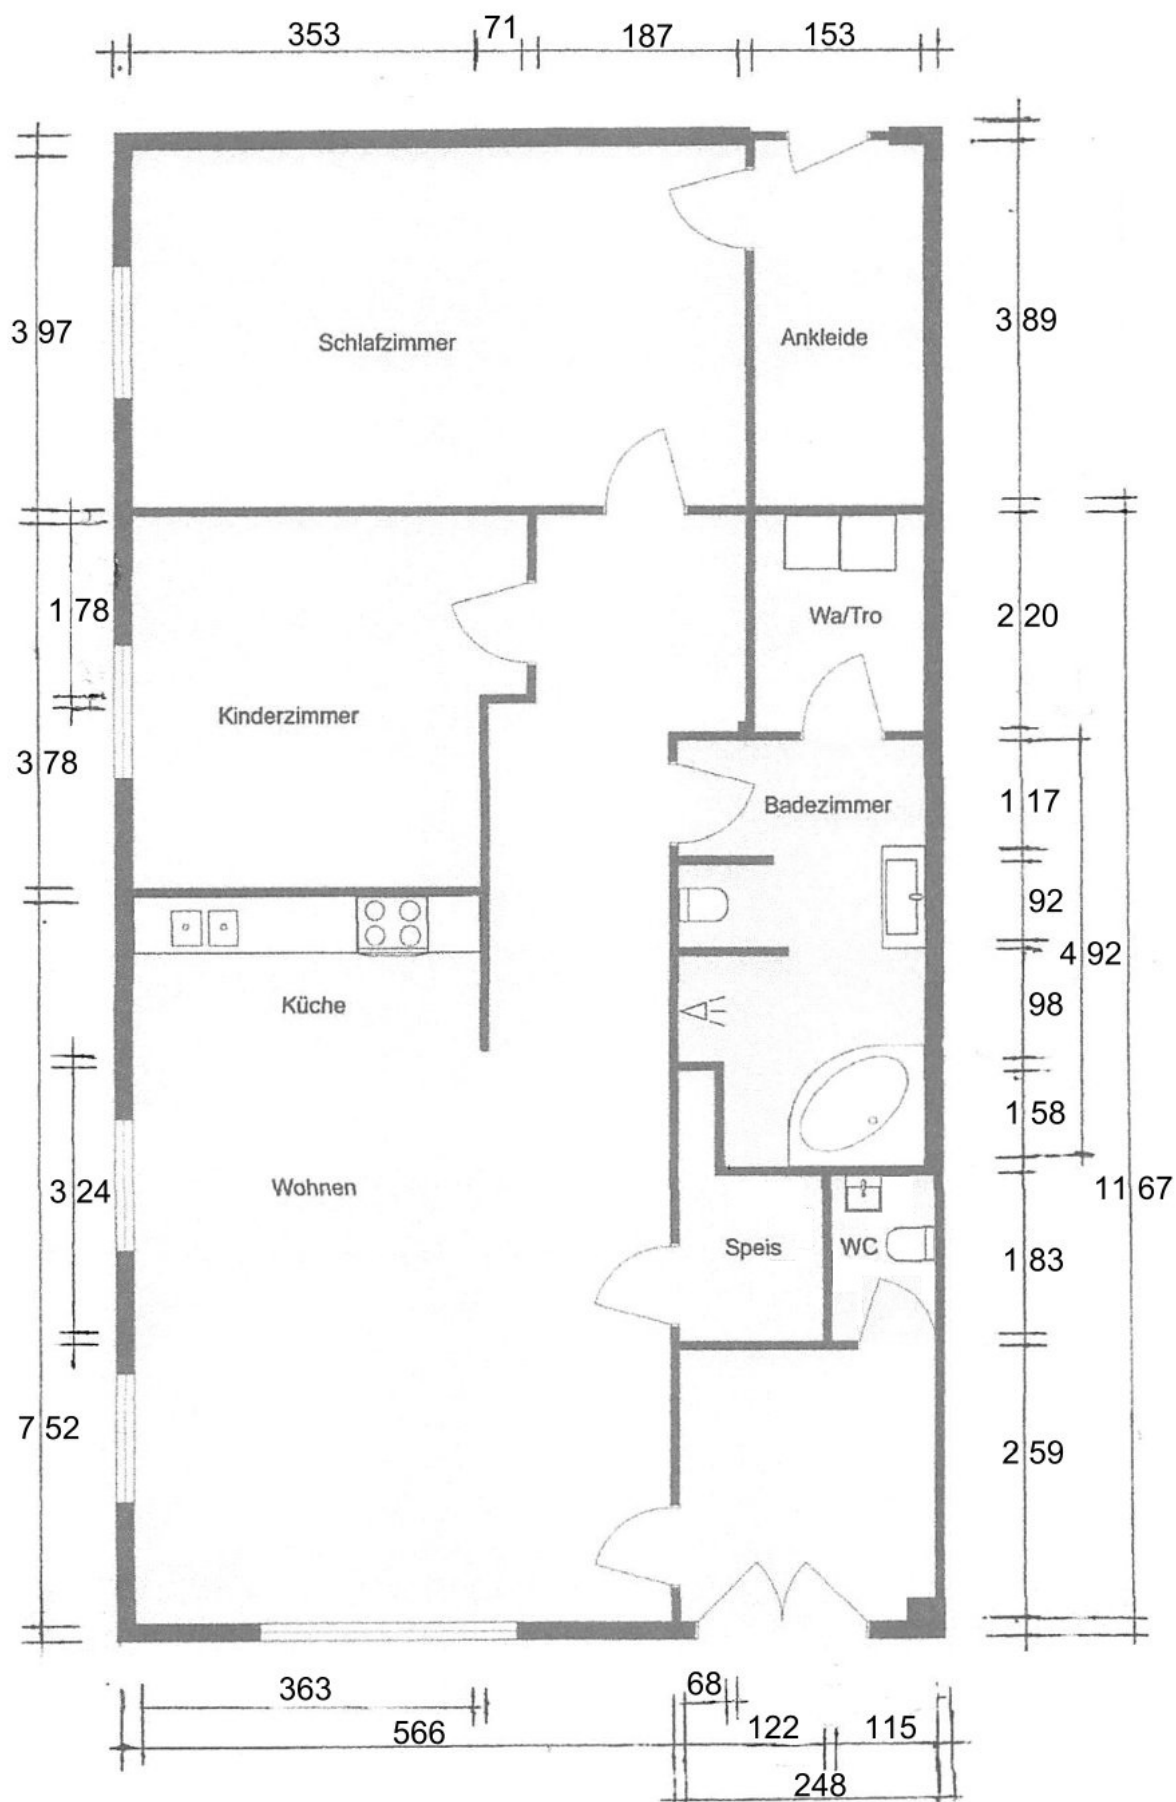 353 71 187 153
3 97
Schlafzimmer
Ankleide
3 89
1 78
Wa/Tro
2 20
Kinderzimmer
3 78
Badezimmer
1 17
92
4 92
Küche
98
1 58
Wohnen
3 24
11 67
Speis
WC
1 83
7 52
2 59
363
68
566
122
115
248